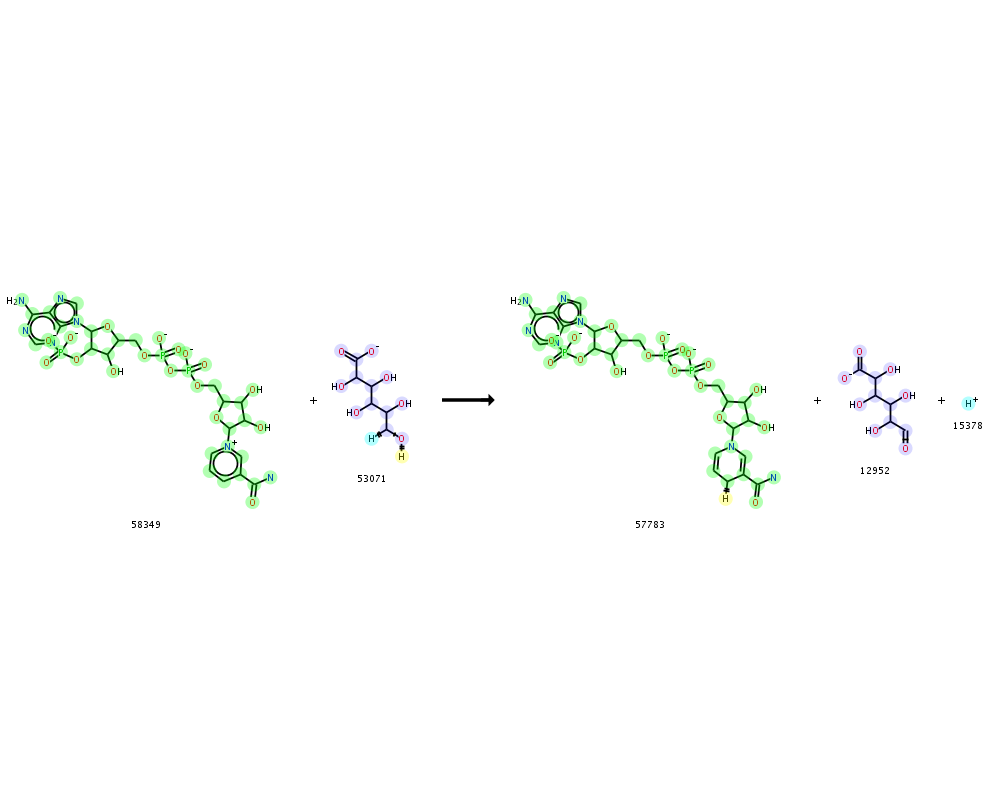 H₂N N N N N O O⁻ O⁻ P O O OH O O P O⁻ O O P O⁻ O O OH O OH N⁺ N O
58349
+
O O⁻ HO OH HO OH H O H
53071
H₂N N N N N O O⁻ O⁻ P O O OH O O P O⁻ O O P O⁻ O O OH O OH N N O H
57783
+
O O⁻ OH HO OH HO O
12952
+
H⁺
15378